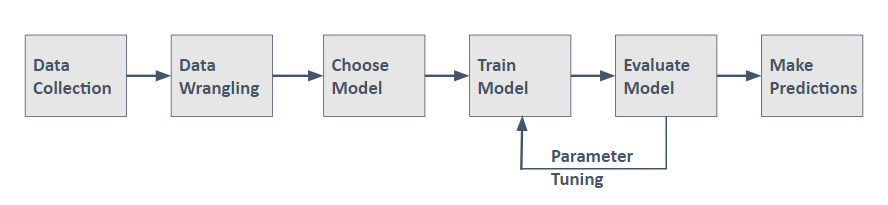 Data
Collection
Data
Wrangling
Choose
Model
Train
Model
Evaluate
Model
Make
Predictions
Parameter
Tuning